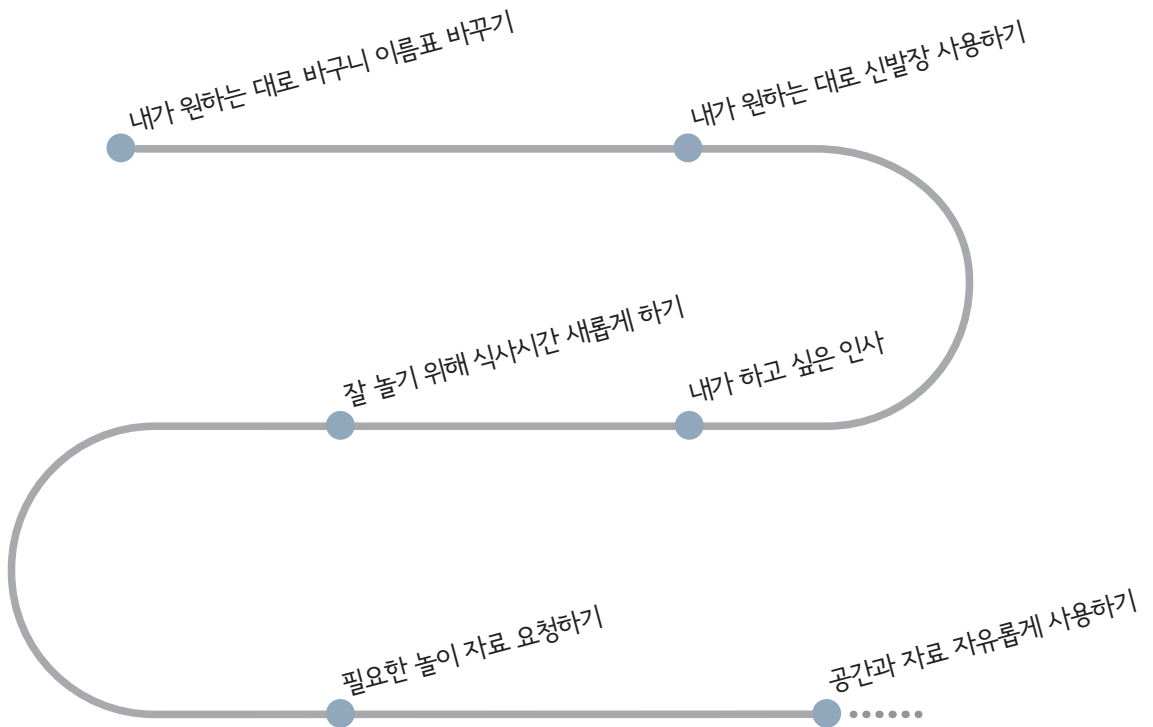 내가 원하는 대로 바구니 이름표 바꾸기
내가 원하는 대로 신발장 사용하기
내가 하고 싶은 인사
잘 놀기 위해 식사시간 새롭게 하기
필요한 놀이 자료 요청하기
공간과 자료 자유롭게 사용하기